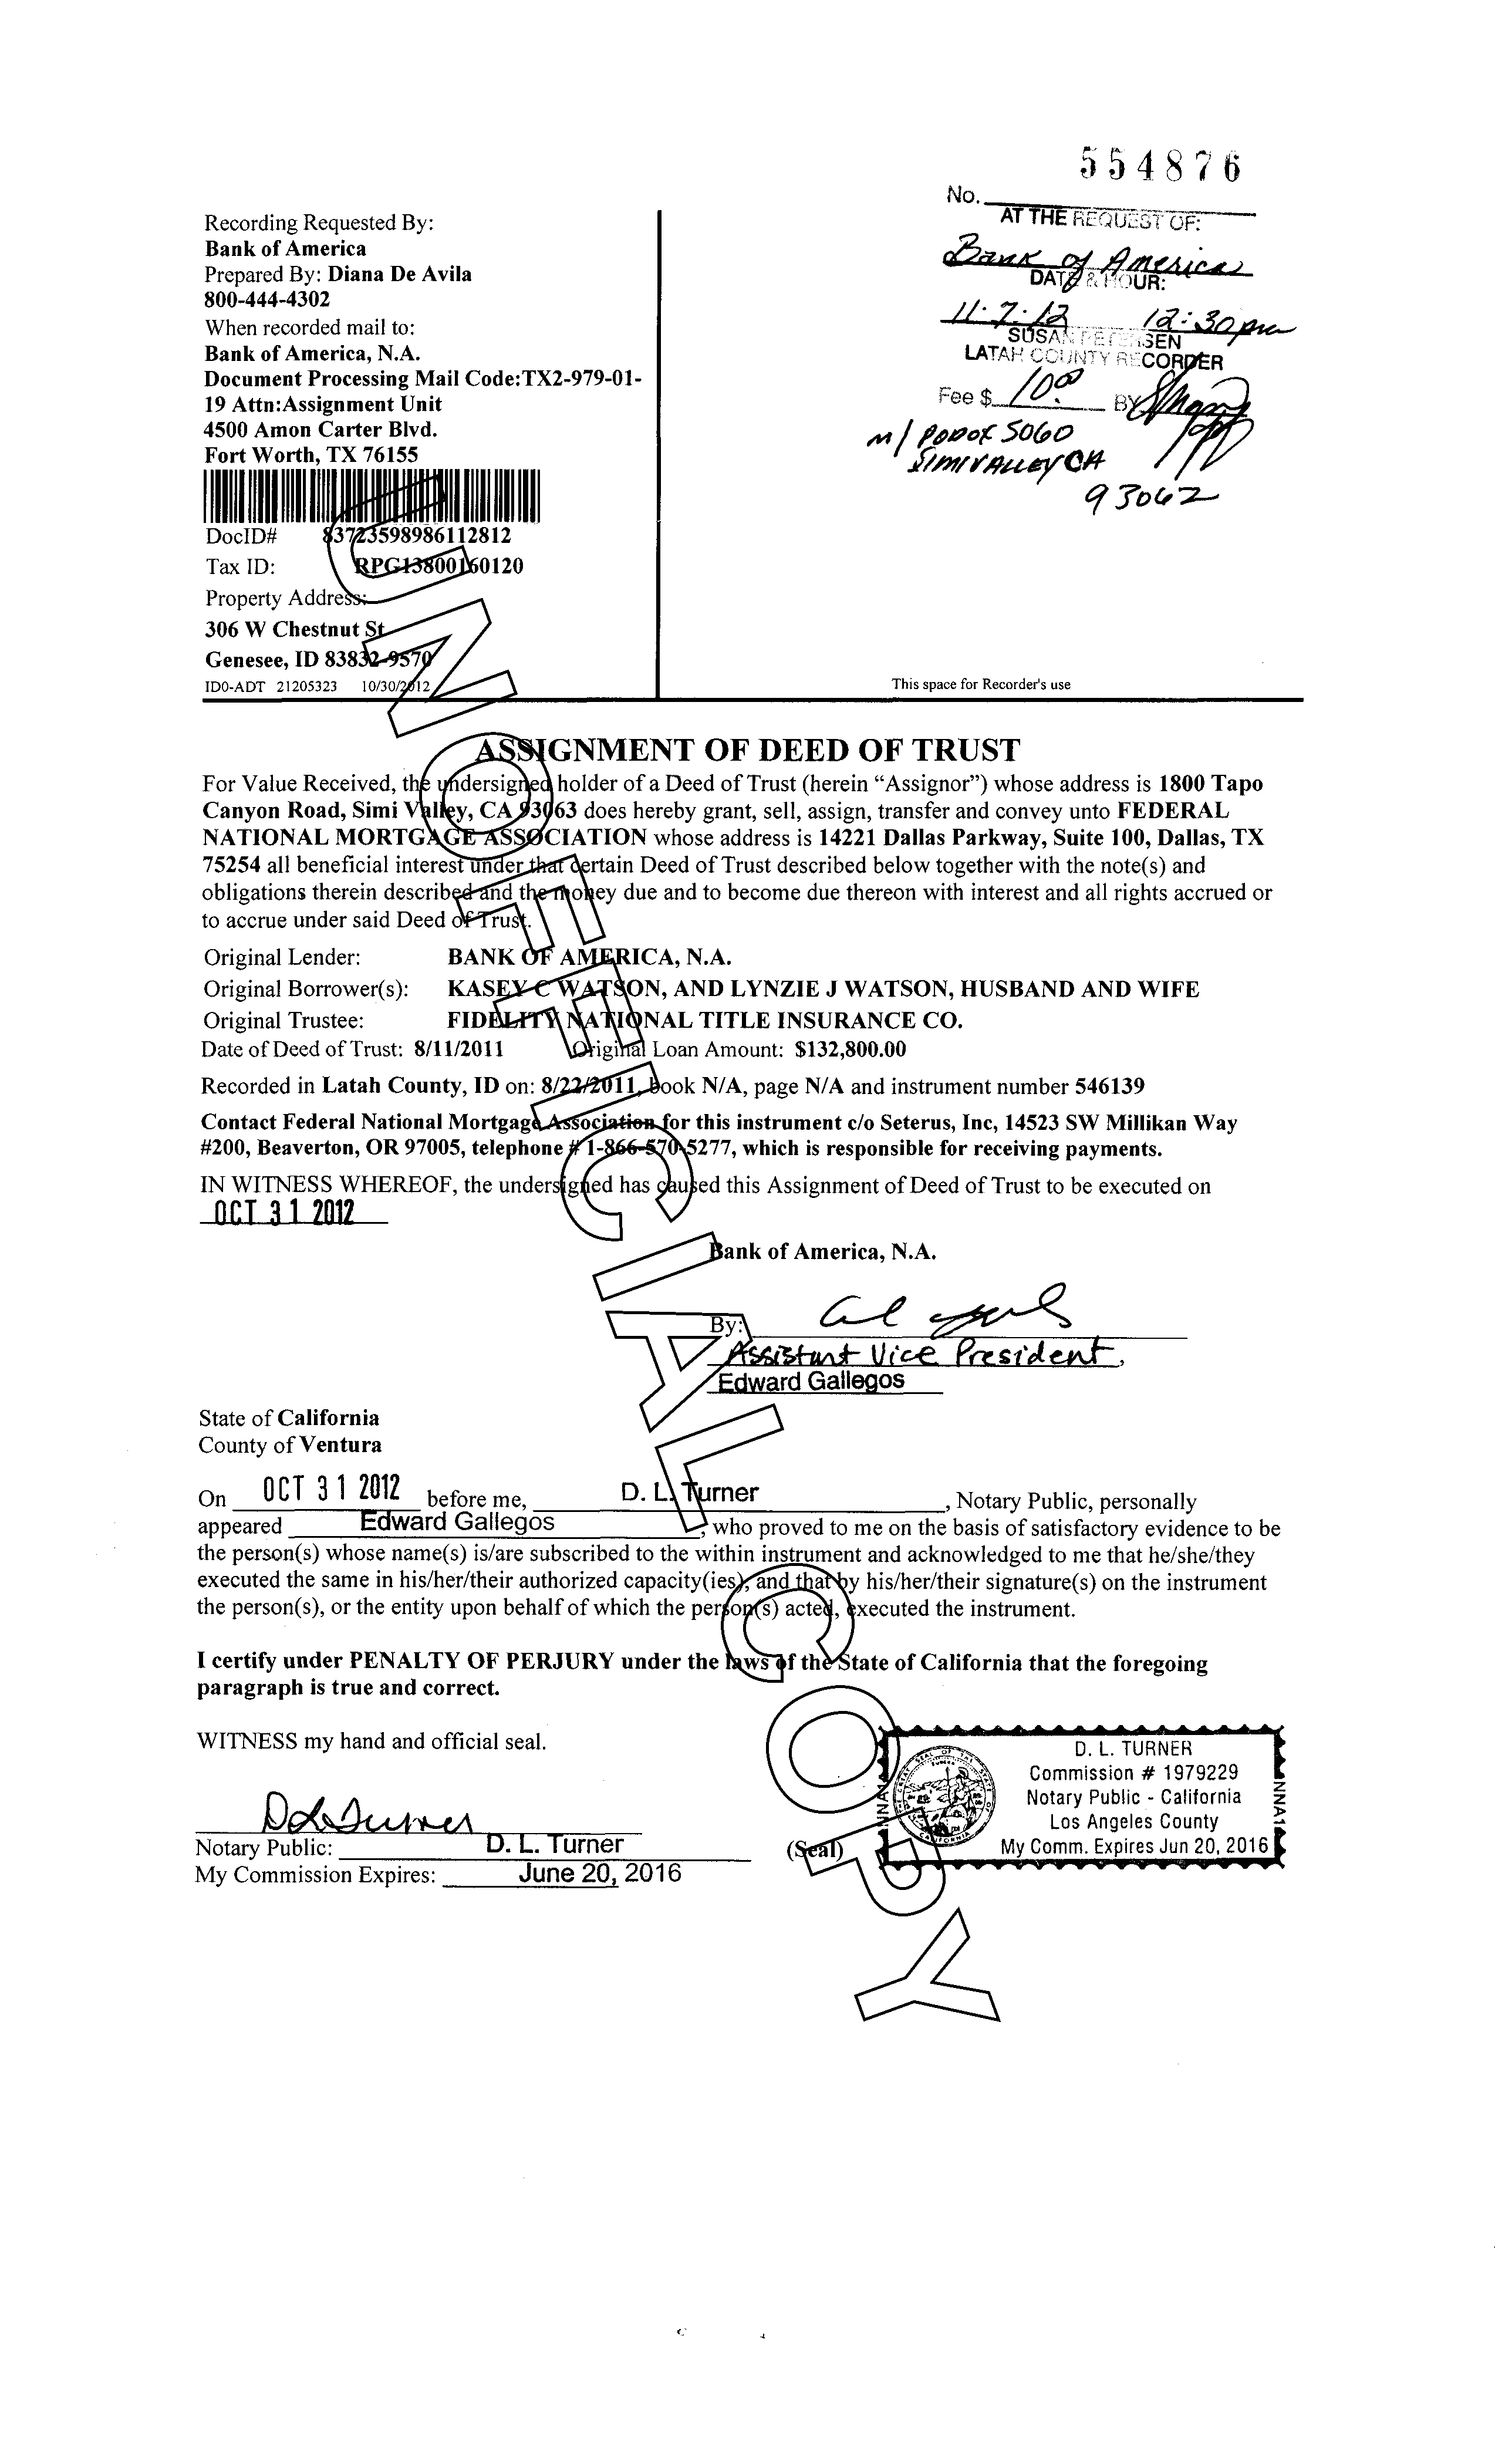 554876
No.
AT THE REQUEST OF:
Bank of America
DATE & HOUR:
11·7·12 12:30pm
SUSAN PETERSEN
LATAH COUNTY RECORDER
Fee $ 10.00 BY
m/ POBOX 5060
SIMI VALLEY CA
93062
Recording Requested By:
Bank of America
Prepared By: Diana De Avila
800-444-4302
When recorded mail to:
Bank of America, N.A.
Document Processing Mail Code:TX2-979-01-
19 Attn:Assignment Unit
4500 Amon Carter Blvd.
Fort Worth, TX 76155
DocID# 83723598986112812
Tax ID: RPG13800160120
Property Address:
306 W Chestnut St
Genesee, ID 83832-9570
ID0-ADT 21205323 10/30/2012
This space for Recorder's use
ASSIGNMENT OF DEED OF TRUST
For Value Received, the undersigned holder of a Deed of Trust (herein “Assignor”) whose address is 1800 Tapo
Canyon Road, Simi Valley, CA 93063 does hereby grant, sell, assign, transfer and convey unto FEDERAL
NATIONAL MORTGAGE ASSOCIATION whose address is 14221 Dallas Parkway, Suite 100, Dallas, TX
75254 all beneficial interest under that certain Deed of Trust described below together with the note(s) and
obligations therein described and the money due and to become due thereon with interest and all rights accrued or
to accrue under said Deed of Trust.
Original Lender: BANK OF AMERICA, N.A.
Original Borrower(s): KASEY C WATSON, AND LYNZIE J WATSON, HUSBAND AND WIFE
Original Trustee: FIDELITY NATIONAL TITLE INSURANCE CO.
Date of Deed of Trust: 8/11/2011 Original Loan Amount: $132,800.00
Recorded in Latah County, ID on: 8/22/2011, book N/A, page N/A and instrument number 546139
Contact Federal National Mortgage Association for this instrument c/o Seterus, Inc, 14523 SW Millikan Way
#200, Beaverton, OR 97005, telephone # 1-866-570-5277, which is responsible for receiving payments.
IN WITNESS WHEREOF, the undersigned has caused this Assignment of Deed of Trust to be executed on
OCT 31 2012
Bank of America, N.A.
By:
Assistant Vice President,
Edward Gallegos
State of California
County of Ventura
On OCT 31 2012 before me, D. L. Turner, Notary Public, personally
appeared Edward Gallegos, who proved to me on the basis of satisfactory evidence to be
the person(s) whose name(s) is/are subscribed to the within instrument and acknowledged to me that he/she/they
executed the same in his/her/their authorized capacity(ies), and that by his/her/their signature(s) on the instrument
the person(s), or the entity upon behalf of which the person(s) acted, executed the instrument.
I certify under PENALTY OF PERJURY under the laws of the State of California that the foregoing
paragraph is true and correct.
WITNESS my hand and official seal.
D L Turner
Notary Public: D. L. Turner
My Commission Expires: June 20, 2016
(Seal)
D. L. TURNER
Commission # 1979229
Notary Public - California
Los Angeles County
My Comm. Expires Jun 20, 2016
UNOFFICIAL COPY